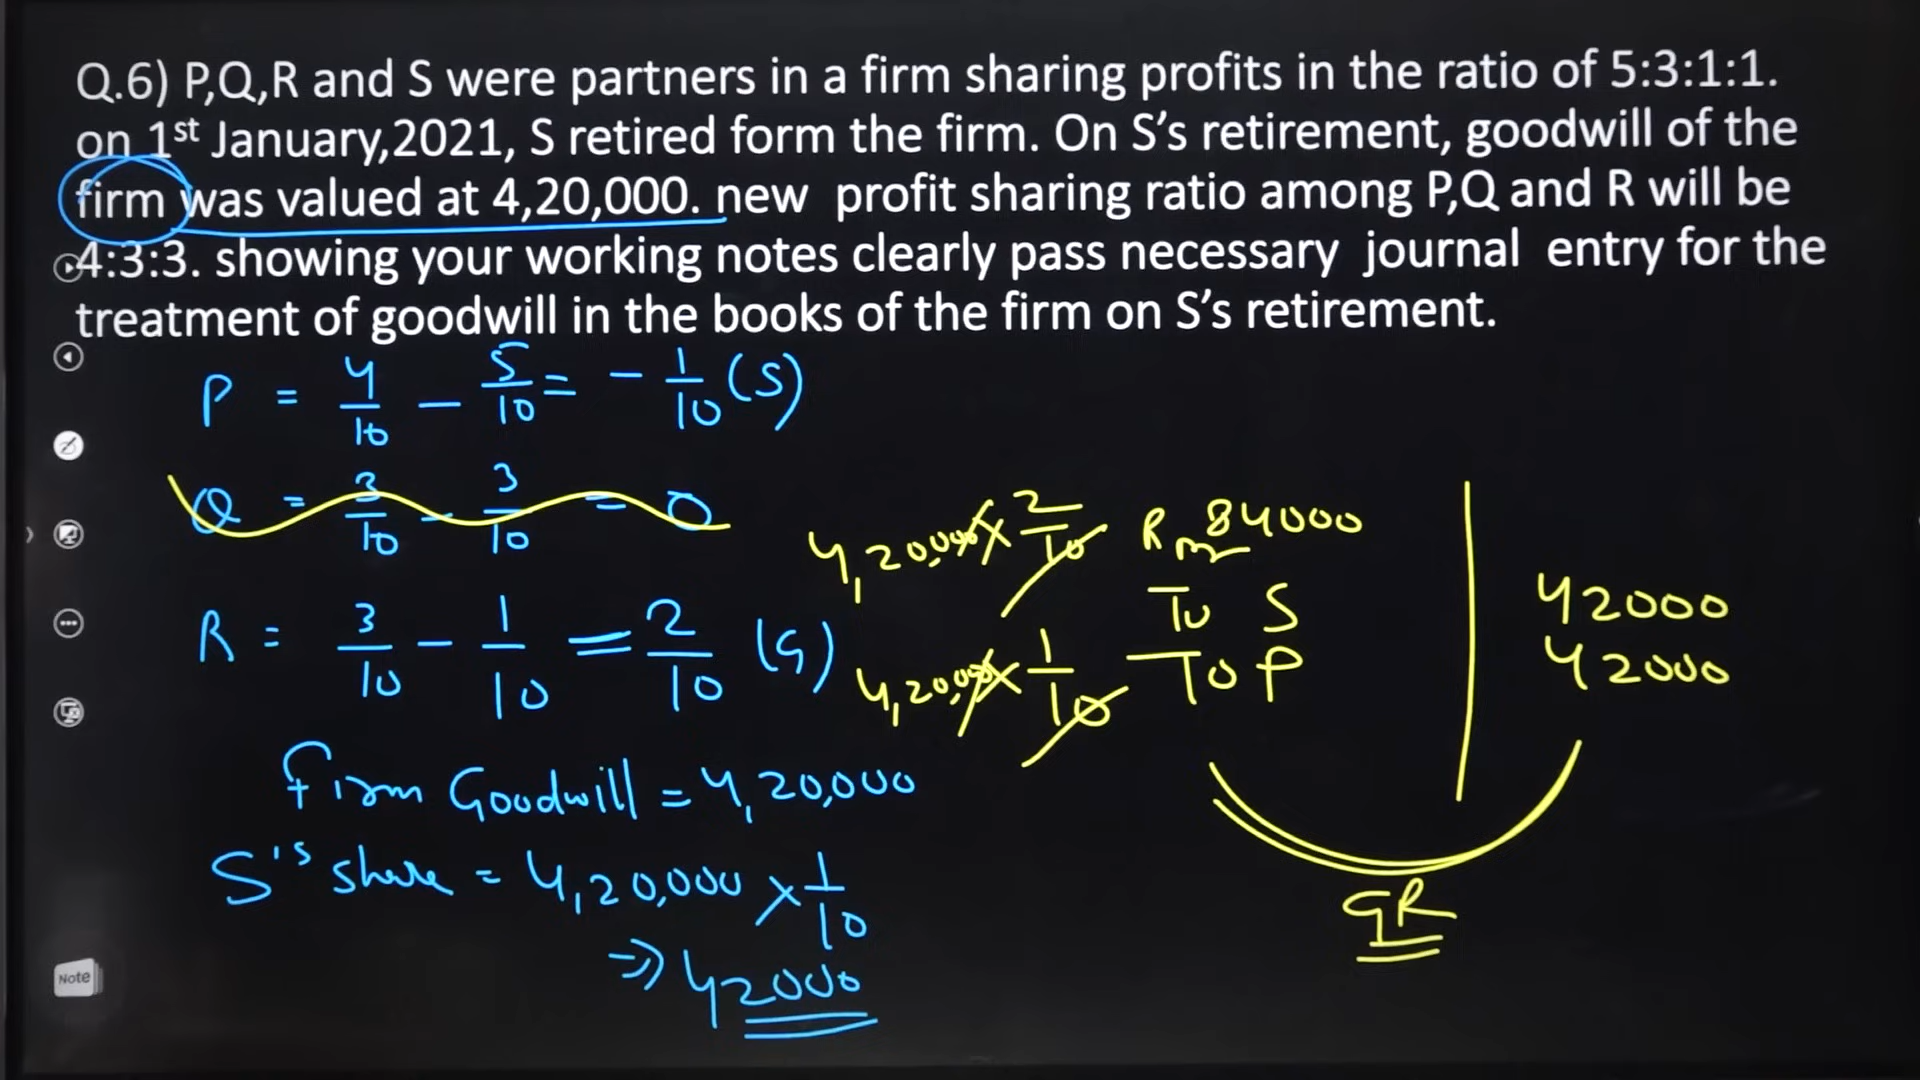 Q.6) P,Q,R and S were partners in a firm sharing profits in the ratio of 5:3:1:1.
on 1st January,2021, S retired form the firm. On S's retirement, goodwill of the
firm was valued at 4,20,000. new profit sharing ratio among P,Q and R will be
4:3:3. showing your working notes clearly pass necessary journal entry for the
treatment of goodwill in the books of the firm on S's retirement.
P = 4/10 - 5/10 = - 1/10 (S)
Q = 3/10 - 3/10 = 0
R = 3/10 - 1/10 = 2/10 (G)
Firm Goodwill = 4,20,000
S's share = 4,20,000 × 1/10
⇒ 42000
4,20,000 × 2/10 R 84000
To S 42000
4,20,000 × 1/10 To P 42000
GR
Note